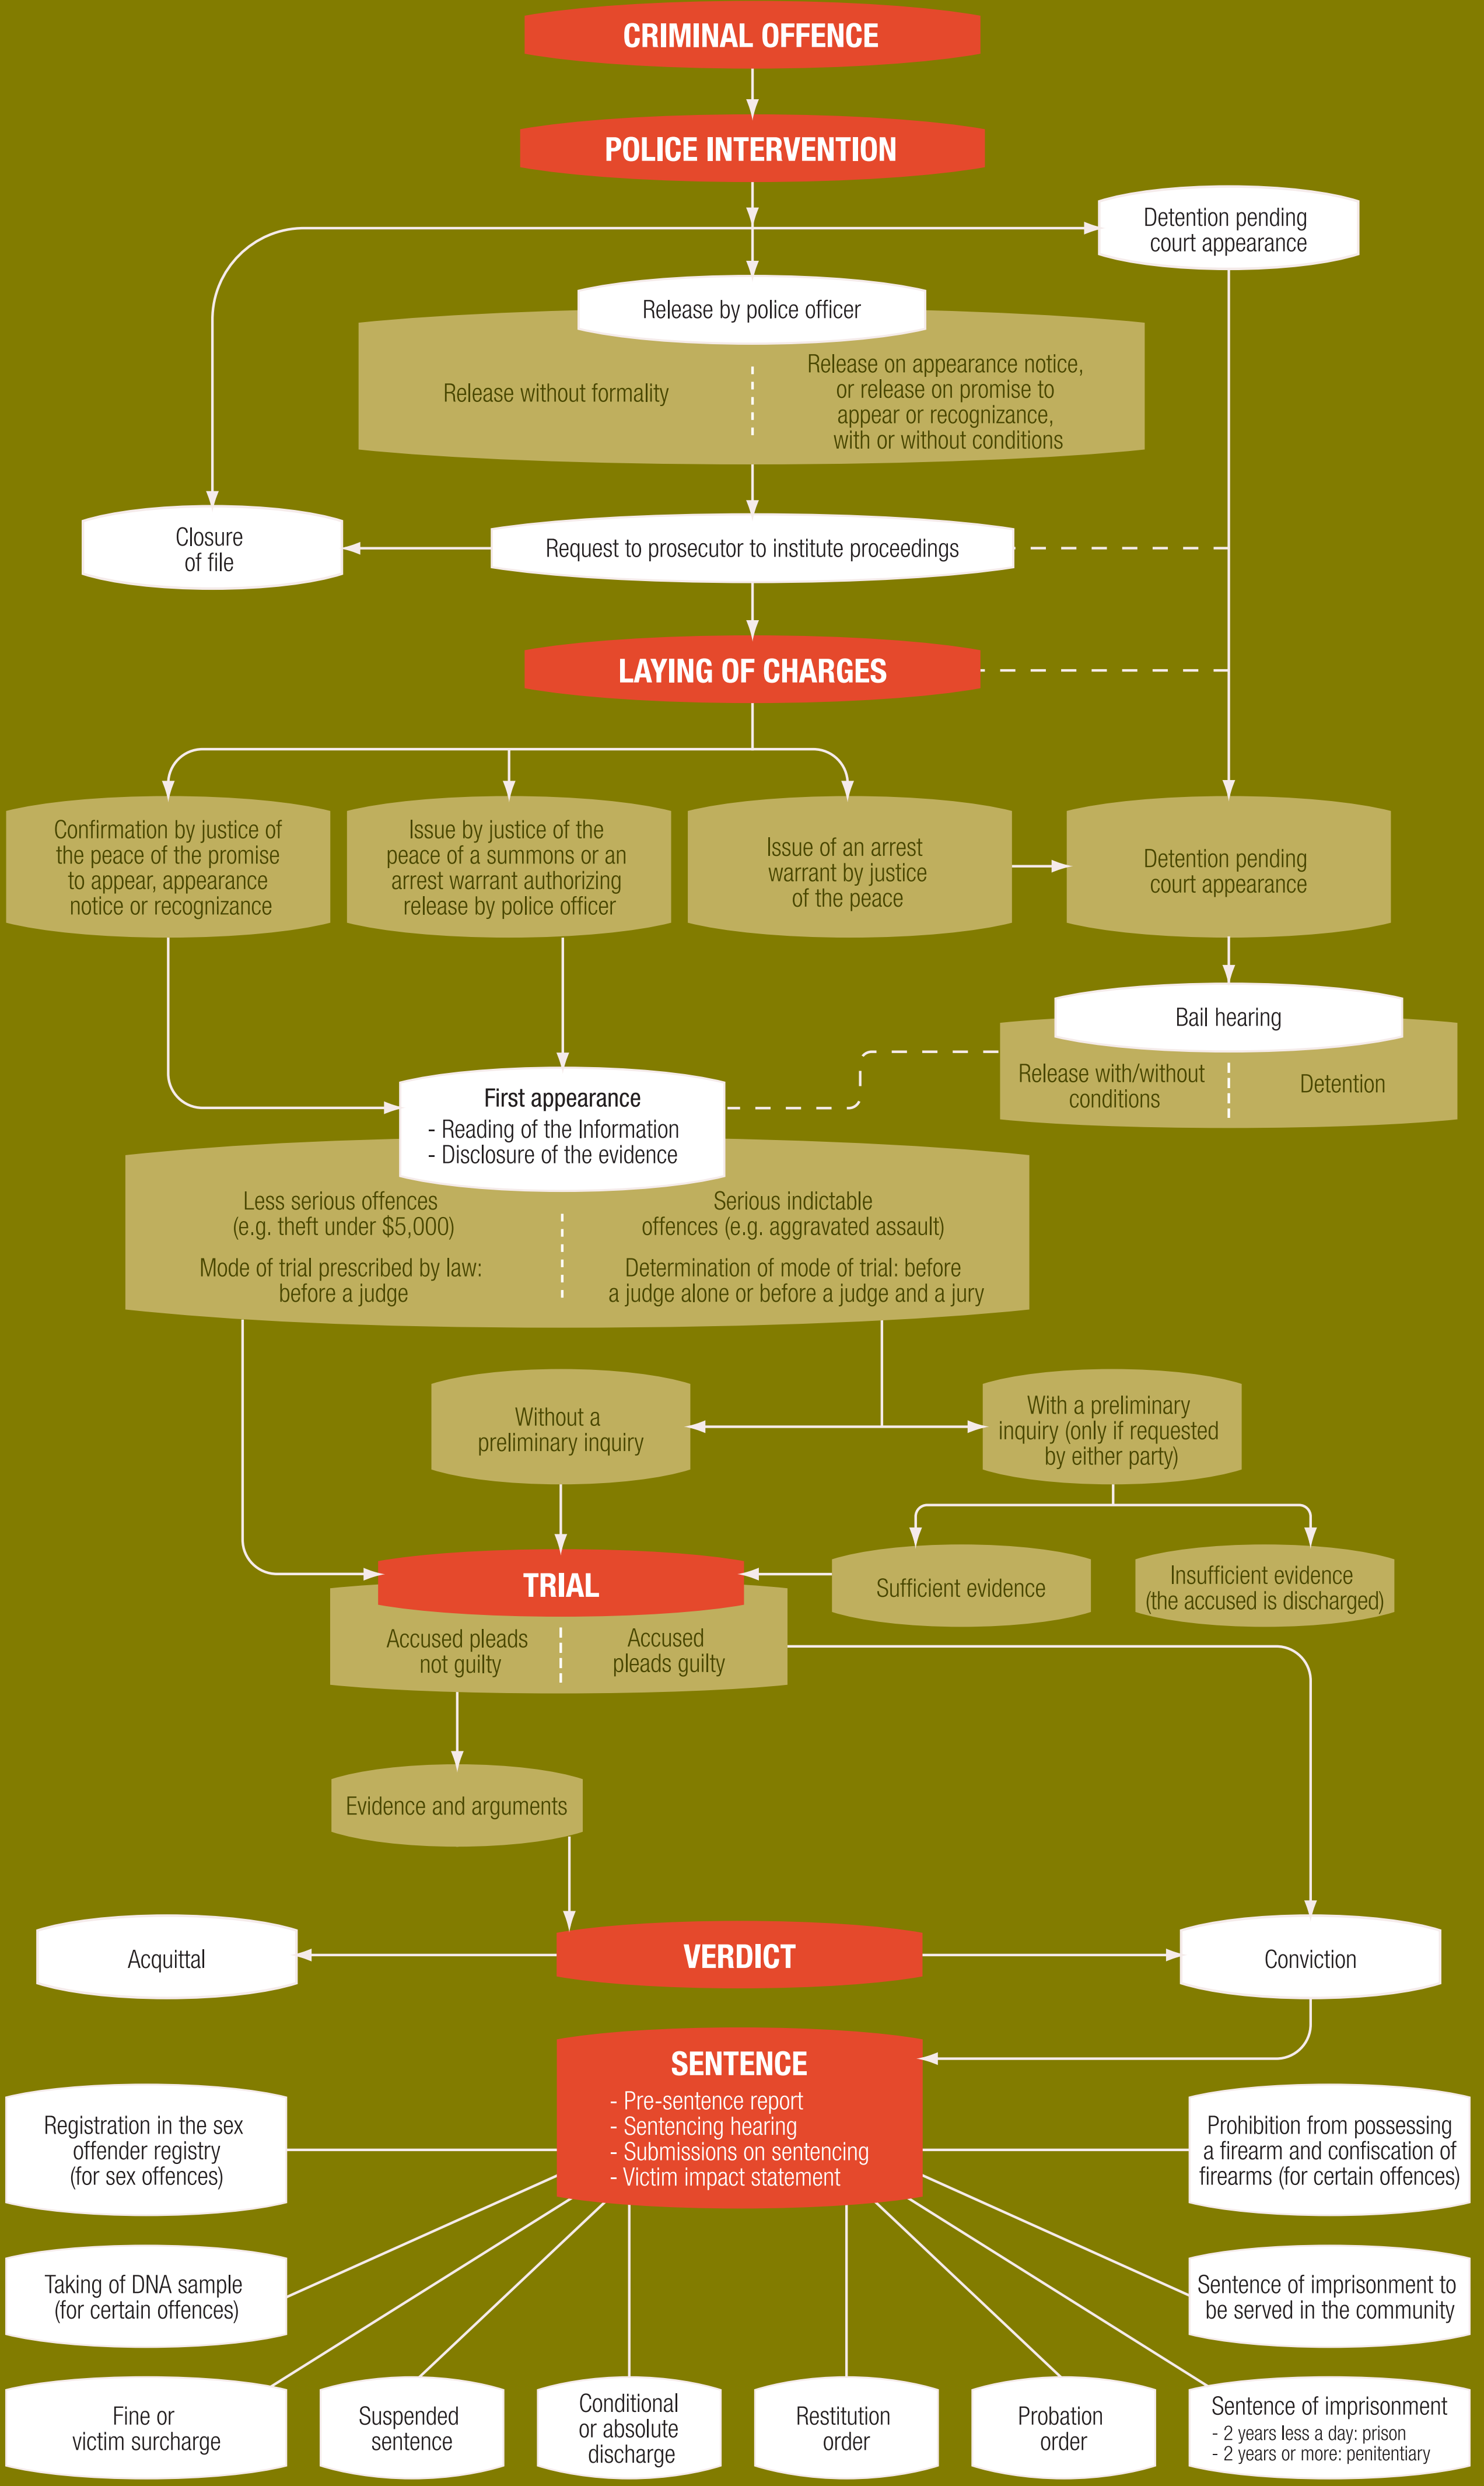 CRIMINAL OFFENCE
POLICE INTERVENTION
Detention pending
court appearance
Release by police officer
Release without formality
Release on appearance notice,
or release on promise to
appear or recognizance,
with or without conditions
Closure
of file
Request to prosecutor to institute proceedings
LAYING OF CHARGES
Confirmation by justice of
the peace of the promise
to appear, appearance
notice or recognizance
Issue by justice of the
peace of a summons or an
arrest warrant authorizing
release by police officer
Issue of an arrest
warrant by justice
of the peace
Detention pending
court appearance
Bail hearing
Release with/without
conditions
Detention
First appearance
- Reading of the Information
- Disclosure of the evidence
Less serious offences
(e.g. theft under $5,000)
Mode of trial prescribed by law:
before a judge
Serious indictable
offences (e.g. aggravated assault)
Determination of mode of trial: before
a judge alone or before a judge and a jury
Without a
preliminary inquiry
With a preliminary
inquiry (only if requested
by either party)
TRIAL
Sufficient evidence
Insufficient evidence
(the accused is discharged)
Accused pleads
not guilty
Accused
pleads guilty
Evidence and arguments
Acquittal
VERDICT
Conviction
SENTENCE
- Pre-sentence report
- Sentencing hearing
- Submissions on sentencing
- Victim impact statement
Registration in the sex
offender registry
(for sex offences)
Prohibition from possessing
a firearm and confiscation of
firearms (for certain offences)
Taking of DNA sample
(for certain offences)
Sentence of imprisonment to
be served in the community
Fine or
victim surcharge
Suspended
sentence
Conditional
or absolute
discharge
Restitution
order
Probation
order
Sentence of imprisonment
- 2 years less a day: prison
- 2 years or more: penitentiary